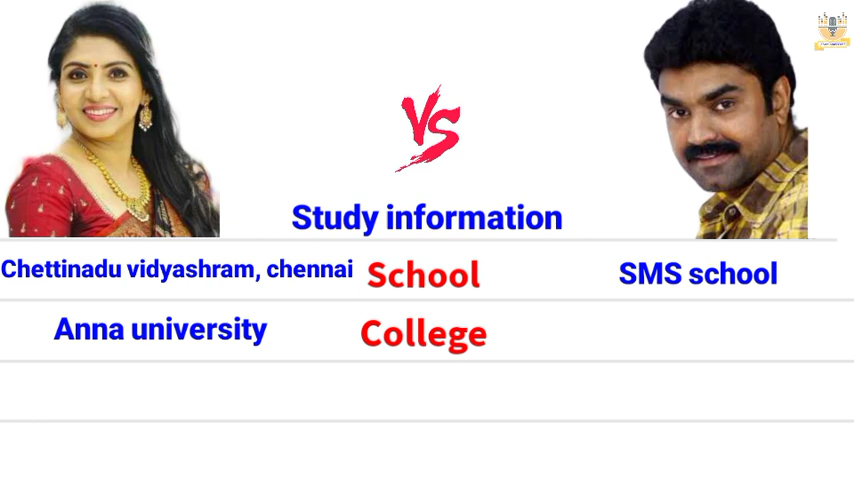 VS
Study information
Chettinadu vidyashram, chennai School SMS school
Anna university College